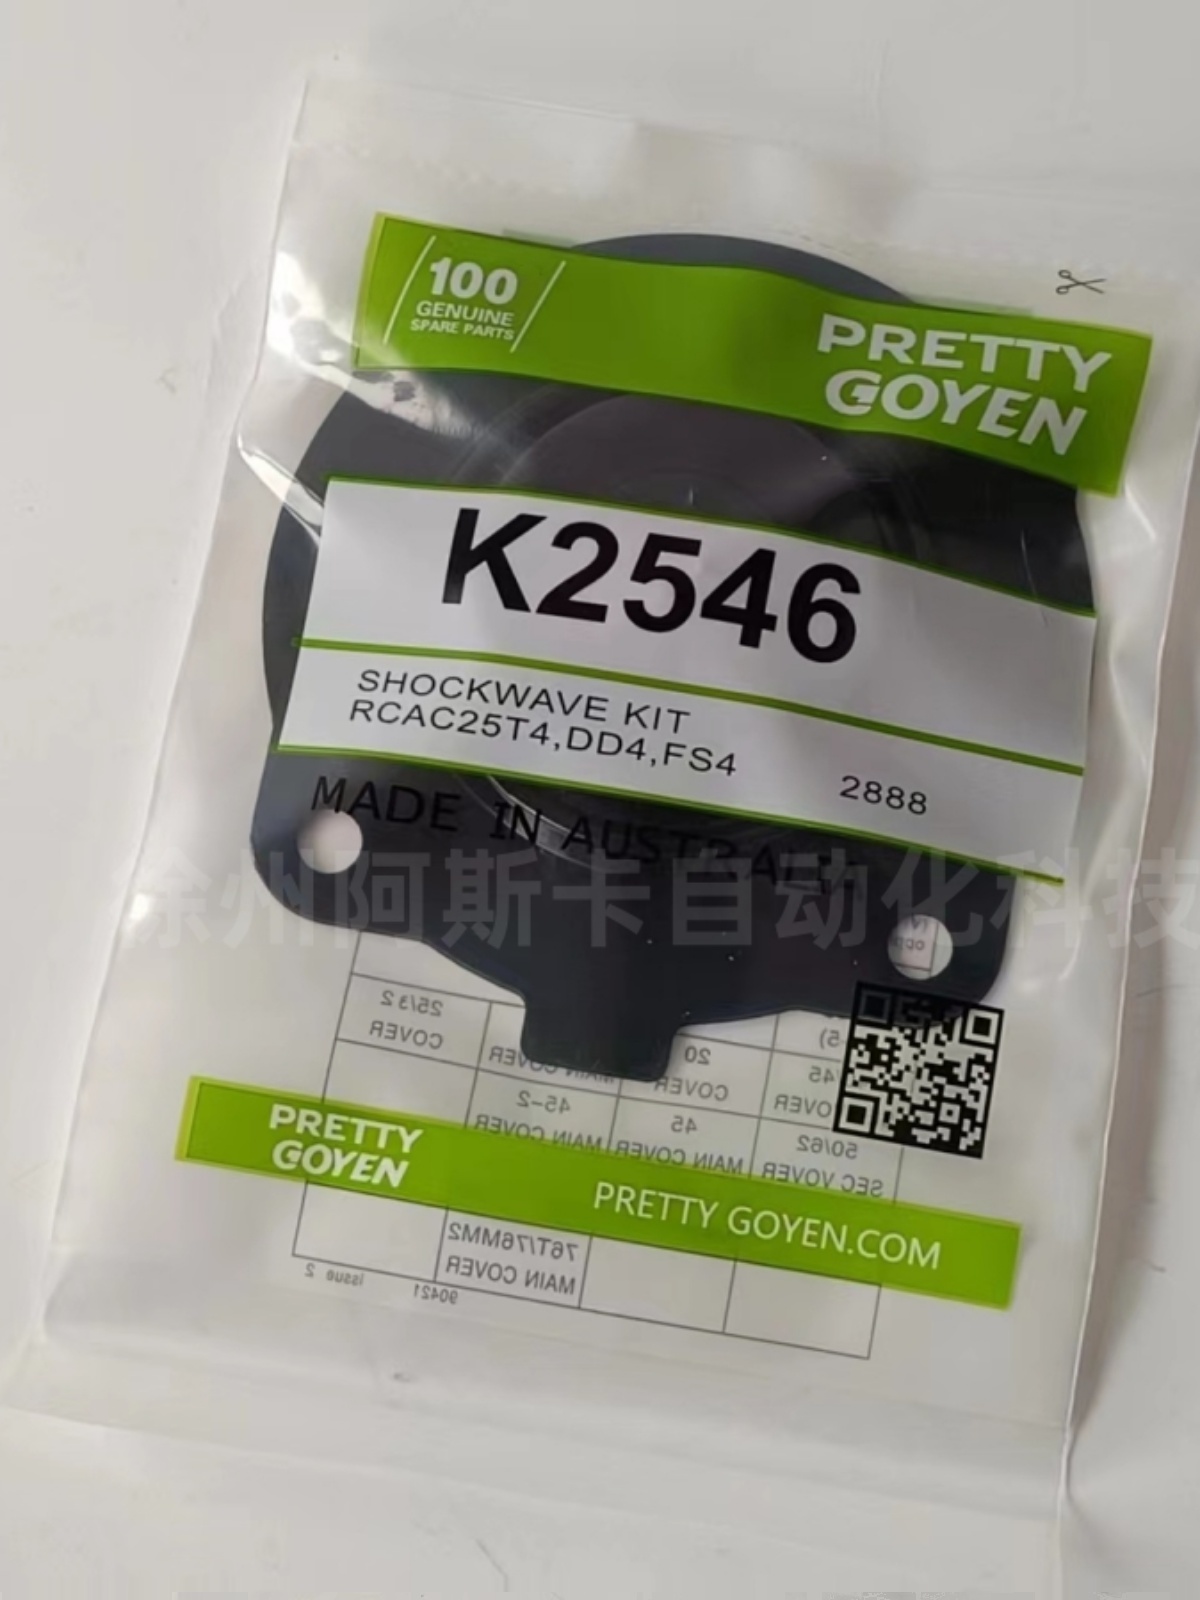 100
GENUINE
SPARE PARTS
PRETTY
GOYEN
K2546
SHOCKWAVE KIT
RCAC25T4,DD4,FS4
2888
MADE IN AUSTRALIA
徐州阿斯卡自动化科技
25/3 2
COVER
MAIN COVER
20
COVER
45
OVER
45-2
MAIN COVER
45
MAIN COVER
50/62
SEC VOVER
PRETTY
GOYEN
PRETTY GOYEN.COM
76T/76MM2
MAIN COVER
90421
Issue 2